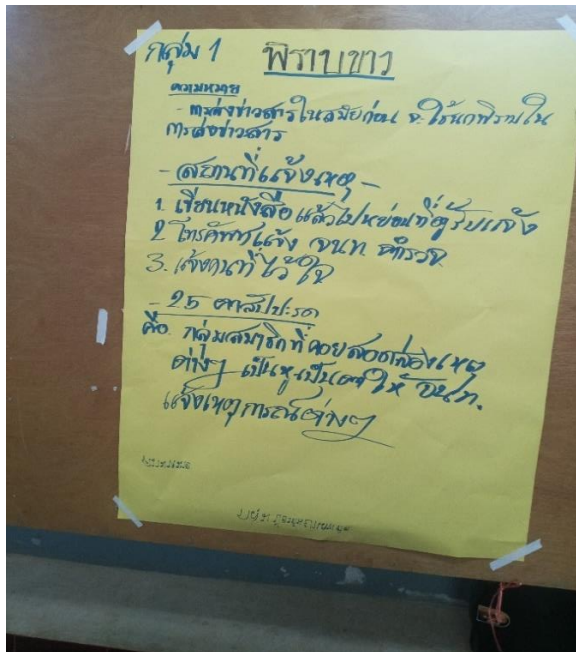 กลุ่ม 1
พิราบขาว
ความหมาย
- การส่งข่าวสารในสมัยก่อน จะใช้นกพิราบใน
การส่งข่าวสาร
- สถานที่แจ้งเหตุ -
1. เขียนหนังสือแล้วไปหย่อนที่ตู้รับแจ้ง
2 โทรศัพท์แจ้ง จนท. ตำรวจ
3. แจ้งคนที่ไว้ใจ
- 25 ตาสัปปะรด
คือ กลุ่มสมาชิกที่คอยสอดส่องเหตุ
ต่างๆ เป็นหูเป็นตาให้ จนท.
แจ้งเหตุการณ์ต่างๆ